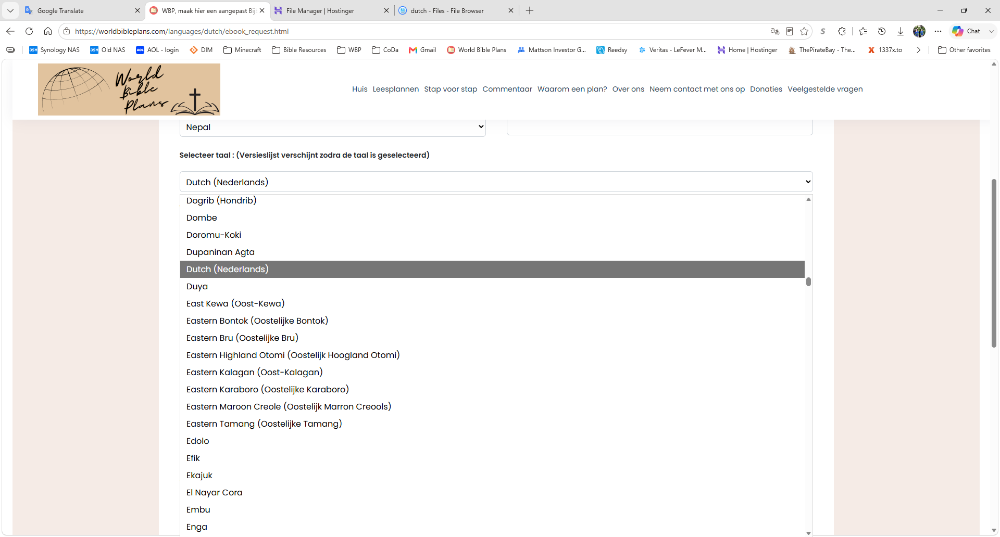 Google Translate
WBP, maak hier een aangepast Bij
File Manager | Hostinger
dutch - Files - File Browser
https://worldbibleplans.com/languages/dutch/ebook_request.html
Chat
Synology NAS
Old NAS
AOL - login
DIM
Minecraft
Bible Resources
WBP
CoDa
Gmail
World Bible Plans
Mattson Investor G...
Reedsy
Veritas - LeFever M...
Home | Hostinger
ThePirateBay - The...
1337x.to
Other favorites
World
Bible
Plans
Huis Leesplannen Stap voor stap Commentaar Waarom een plan? Over ons Neem contact met ons op Donaties Veelgestelde vragen
Nepal
Selecteer taal : (Versieslijst verschijnt zodra de taal is geselecteerd)
Dutch (Nederlands)
Dogrib (Hondrib)
Dombe
Doromu-Koki
Dupaninan Agta
Dutch (Nederlands)
Duya
East Kewa (Oost-Kewa)
Eastern Bontok (Oostelijke Bontok)
Eastern Bru (Oostelijke Bru)
Eastern Highland Otomi (Oostelijk Hoogland Otomi)
Eastern Kalagan (Oost-Kalagan)
Eastern Karaboro (Oostelijke Karaboro)
Eastern Maroon Creole (Oostelijk Marron Creools)
Eastern Tamang (Oostelijke Tamang)
Edolo
Efik
Ekajuk
El Nayar Cora
Embu
Enga